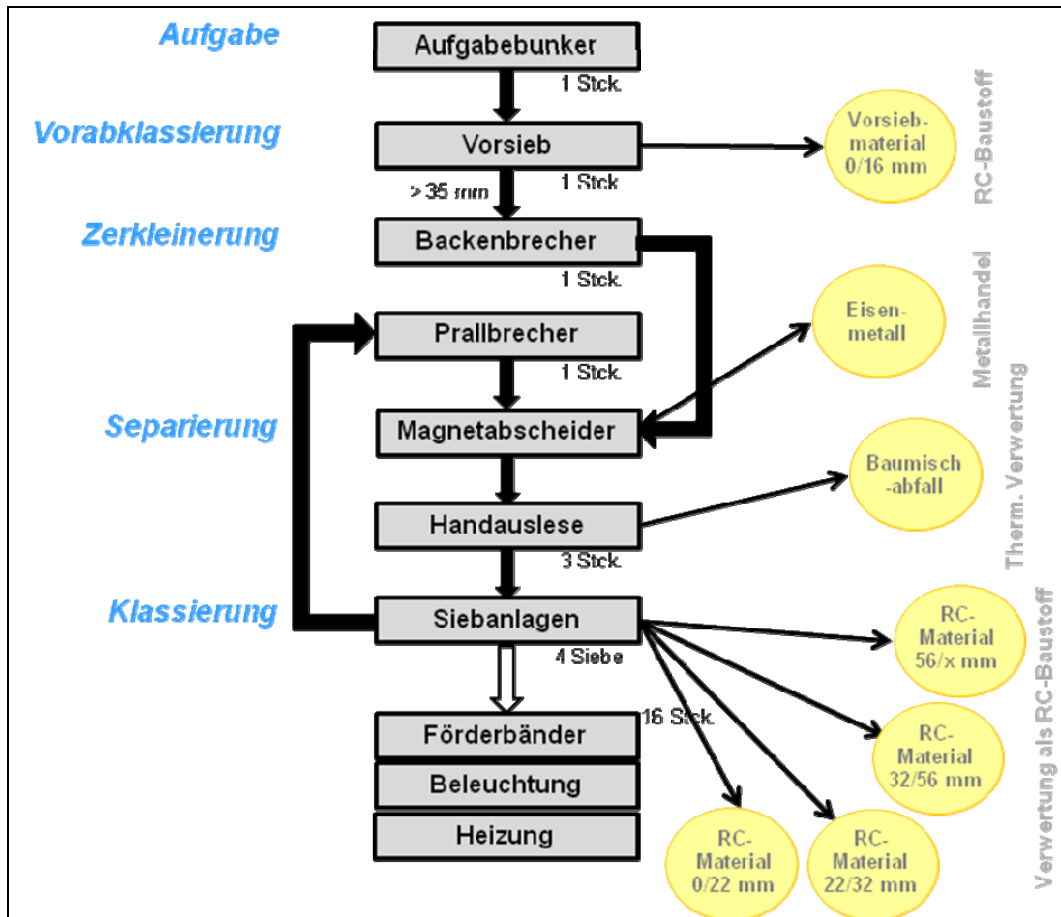 Aufgabe
Aufgabebunker
1 Stck.
Vorabklassierung
Vorsieb
1 Stck
Vorsieb-
material
0/16 mm
RC-Baustoff
> 35 mm
Zerkleinerung
Backenbrecher
1 Stck.
Prallbrecher
1 Stck.
Eisen-
metall
Metallhandel
Separierung
Magnetabscheider
Baumisch
-abfall
Therm. Verwertung
Handauslese
3 Stck.
Klassierung
Siebanlagen
4 Siebe
RC-
Material
56/x mm
RC-
Material
32/56 mm
RC-
Material
22/32 mm
RC-
Material
0/22 mm
Verwertung als RC-Baustoff
16 Stck.
Förderbänder
Beleuchtung
Heizung